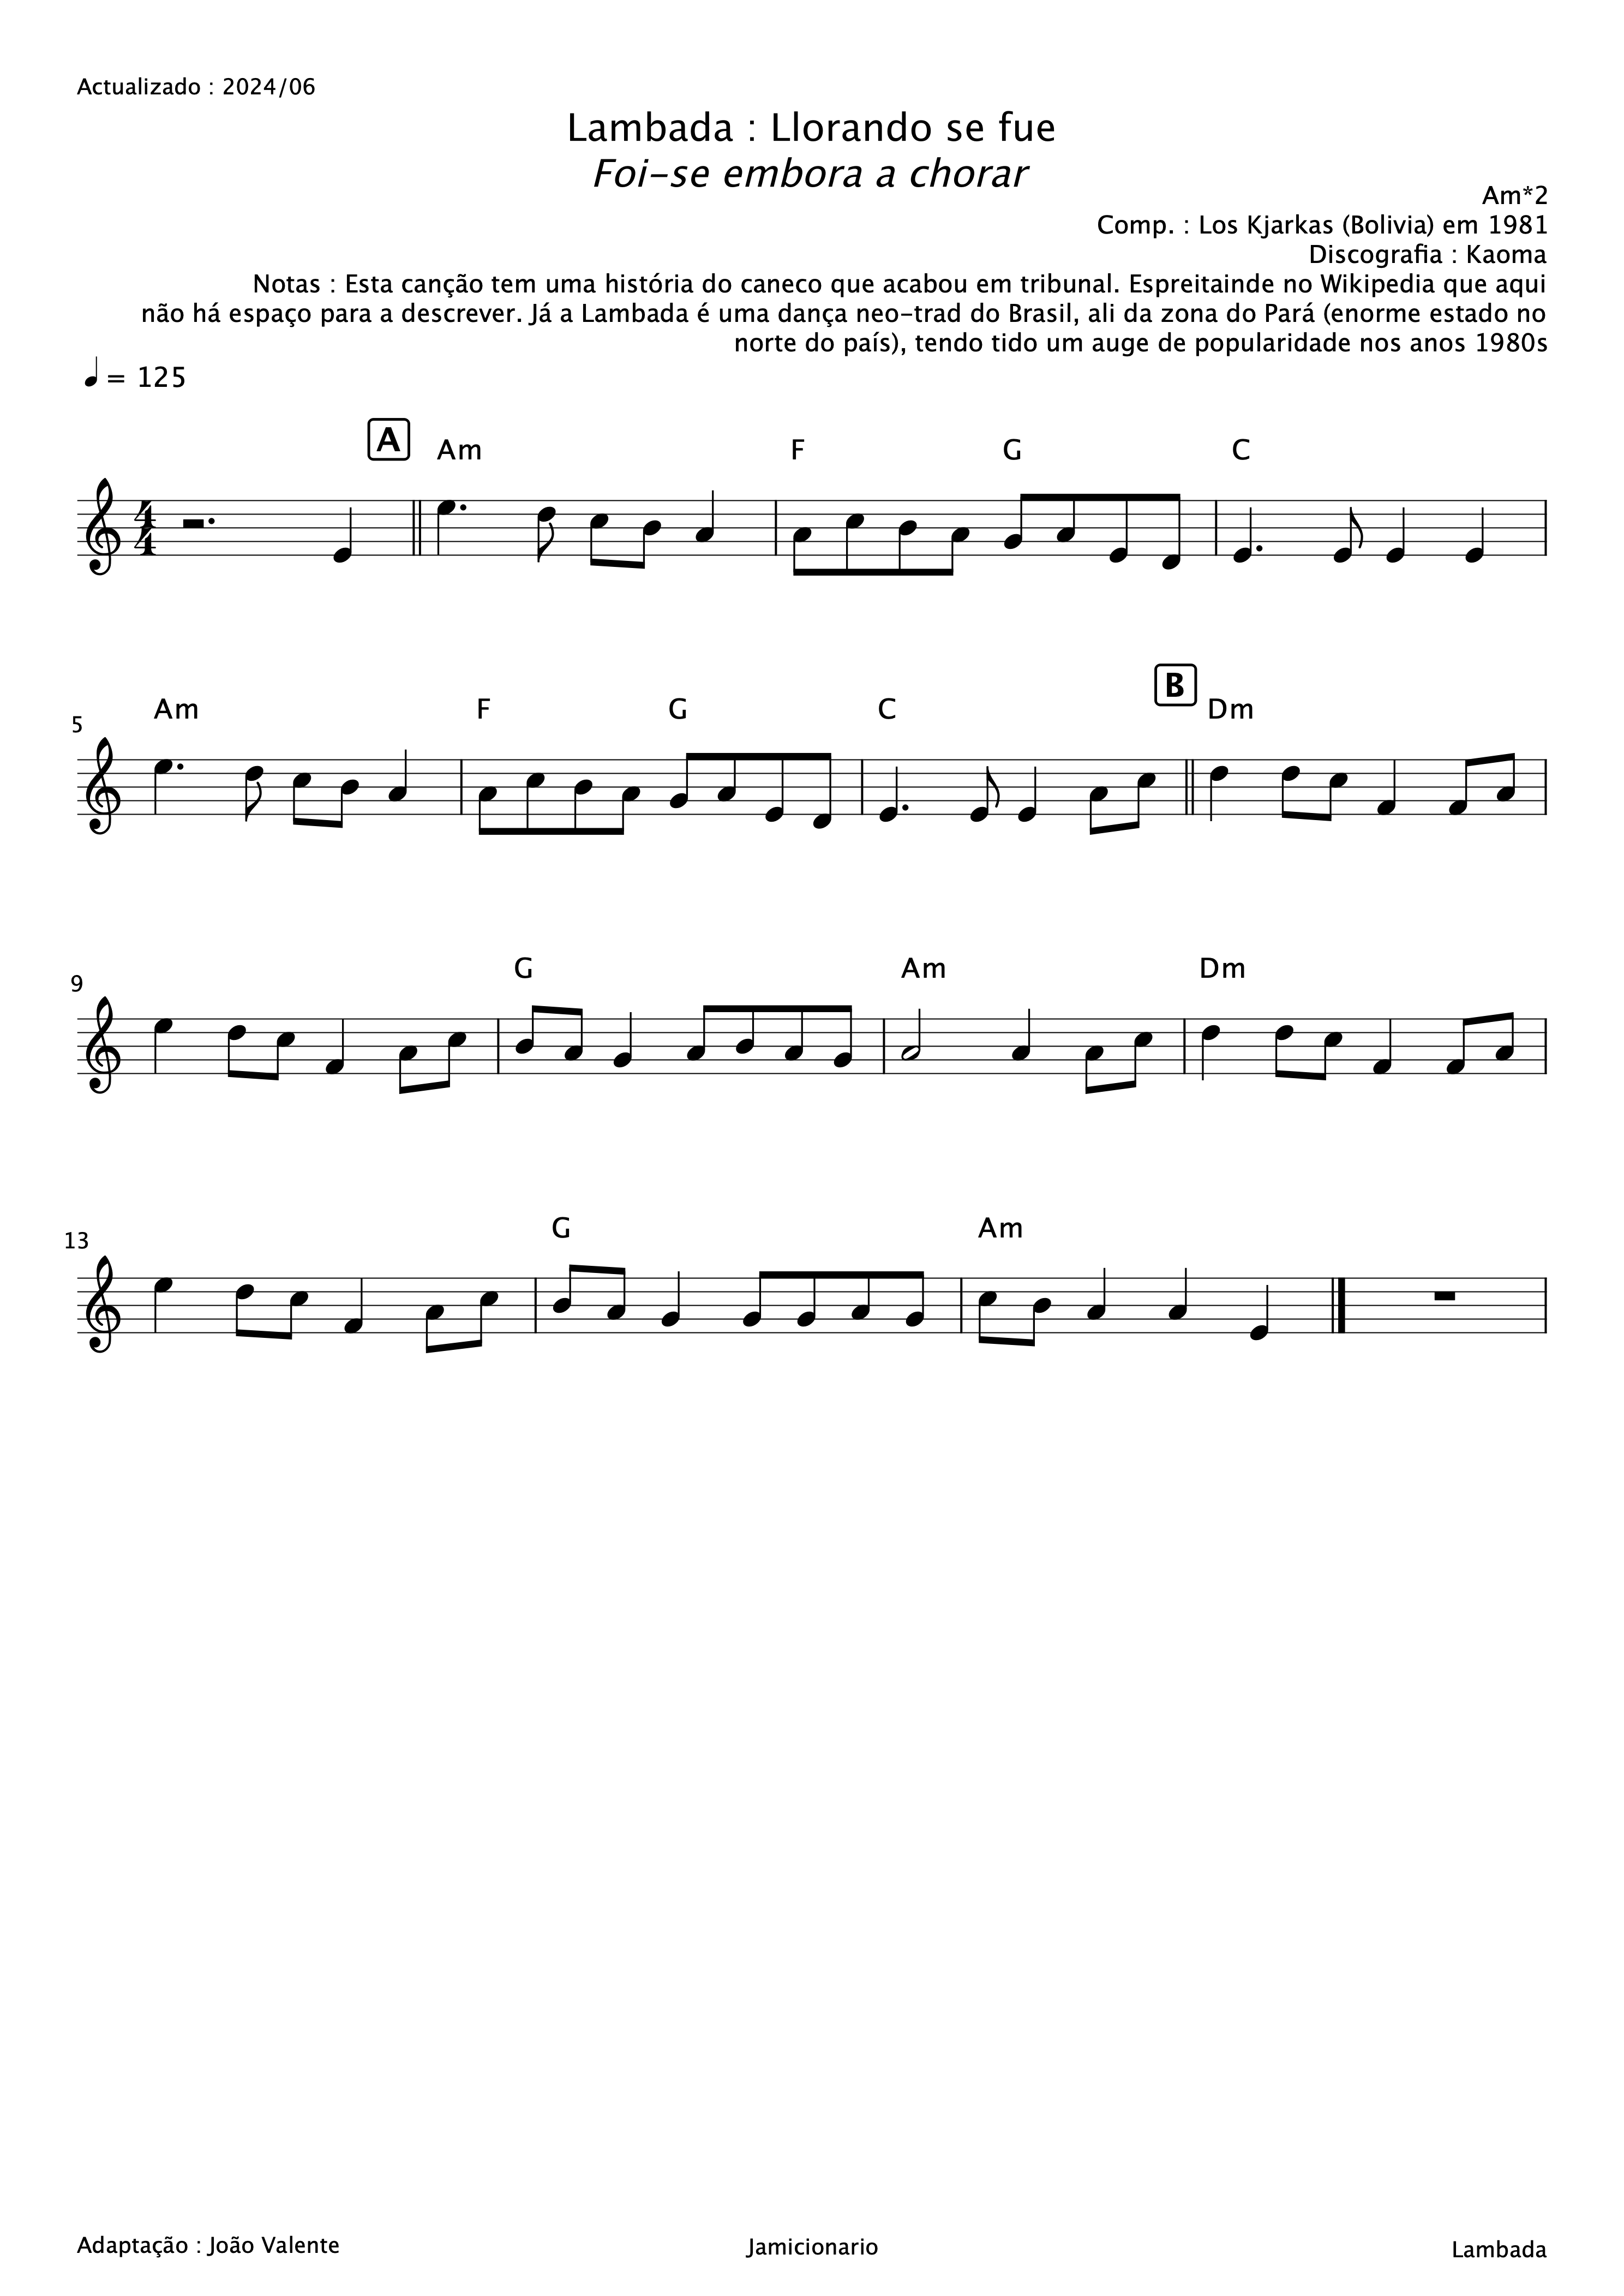 Actualizado : 2024/06
Lambada : Llorando se fue
Foi-se embora a chorar
Am*2
Comp. : Los Kjarkas (Bolivia) em 1981
Discografia : Kaoma
Notas : Esta canção tem uma história do caneco que acabou em tribunal. Espreitainde no Wikipedia que aqui
não há espaço para a descrever. Já a Lambada é uma dança neo-trad do Brasil, ali da zona do Pará (enorme estado no
norte do país), tendo tido um auge de popularidade nos anos 1980s
= 125
A Am F G C
4
4
B
5 Am F G C Dm
9 G Am Dm
13 G Am
Adaptação : João Valente Jamicionario Lambada